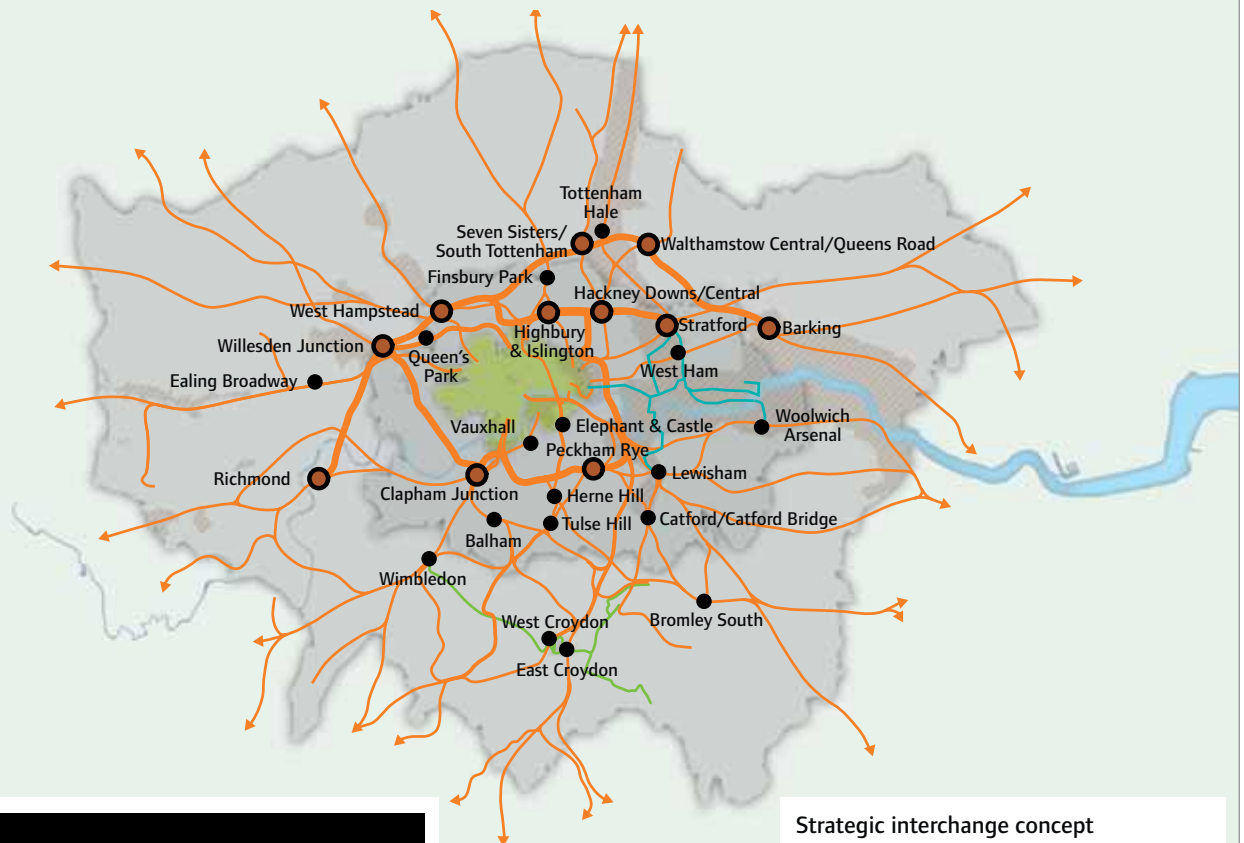 Tottenham
Hale
Seven Sisters/
South Tottenham
Walthamstow Central/Queens Road
Finsbury Park
Hackney Downs/Central
West Hampstead
Highbury
& Islington
Stratford
Barking
Willesden Junction
Queen's
Park
West Ham
Ealing Broadway
Woolwich
Arsenal
Vauxhall
Elephant & Castle
Peckham Rye
Richmond
Lewisham
Clapham Junction
Herne Hill
Balham
Tulse Hill
Catford/Catford Bridge
Wimbledon
West Croydon
Bromley South
East Croydon
Strategic interchange concept